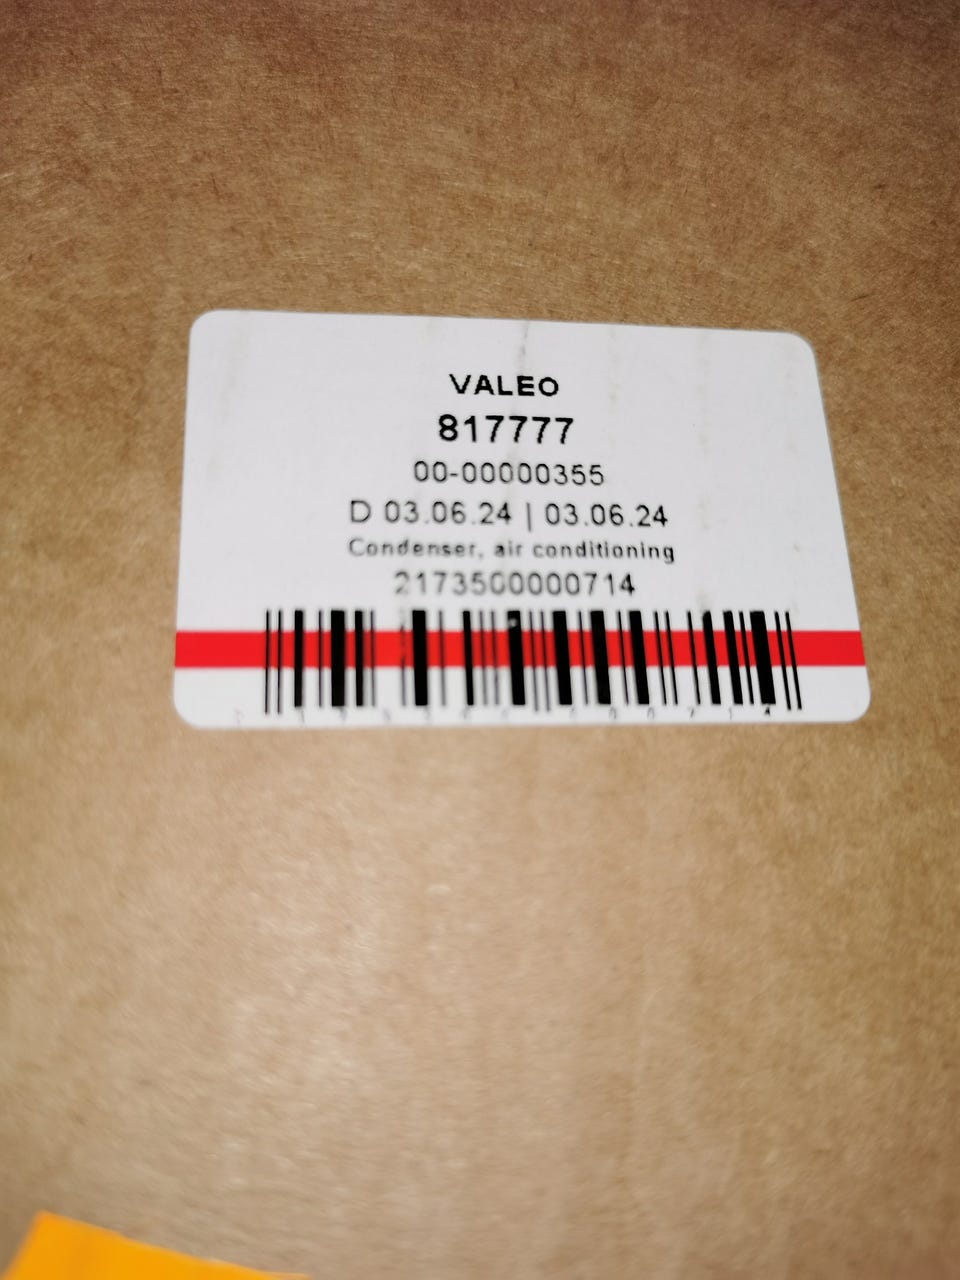 VALEO
817777
00-00000355
D 03.06.24 | 03.06.24
Condenser, air conditioning
2173500000714